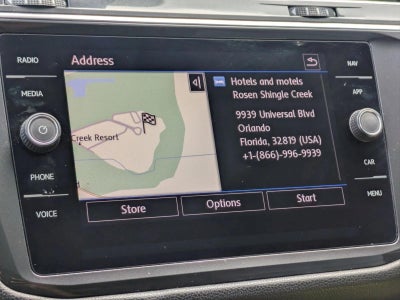 RADIO
MEDIA
PHONE
VOICE
Address
Creek Resort
Hotels and motels
Rosen Shingle Creek
9939 Universal Blvd
Orlando
Florida, 32819 (USA)
+1-(866)-996-9939
Store
Options
Start
NAV
APP
CAR
MENU